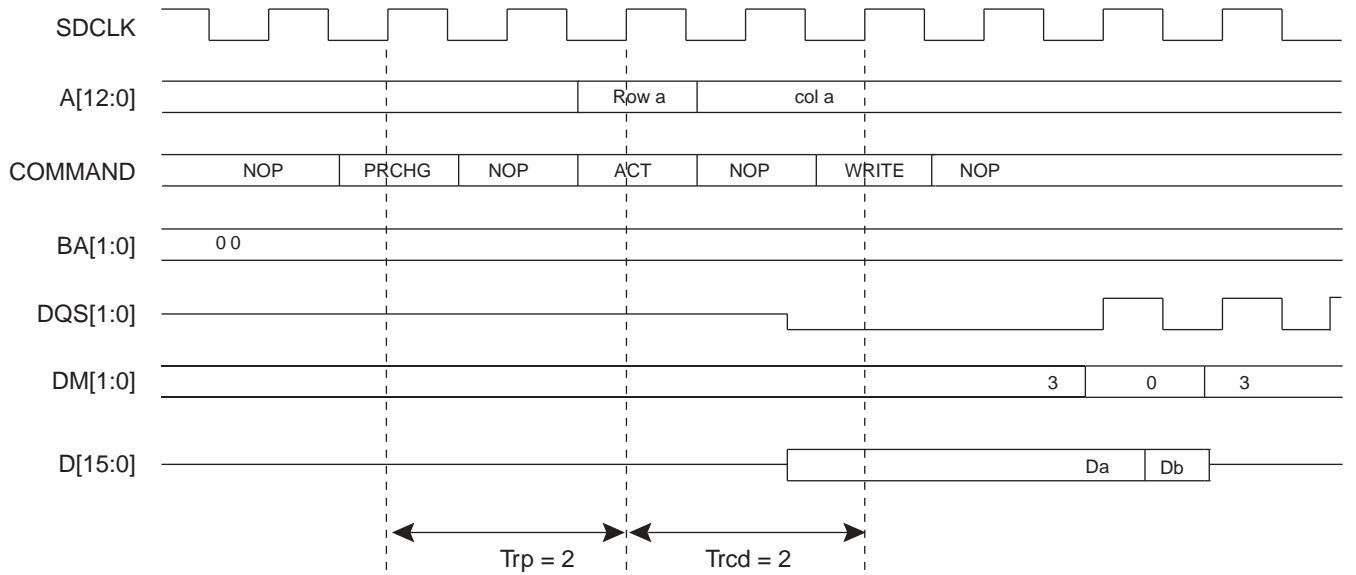 SDCLK
A[12:0] Row a col a
COMMAND NOP PRCHG NOP ACT NOP WRITE NOP
BA[1:0] 0 0
DQS[1:0]
DM[1:0] 3 0 3
D[15:0] Da Db
Trp = 2 Trcd = 2